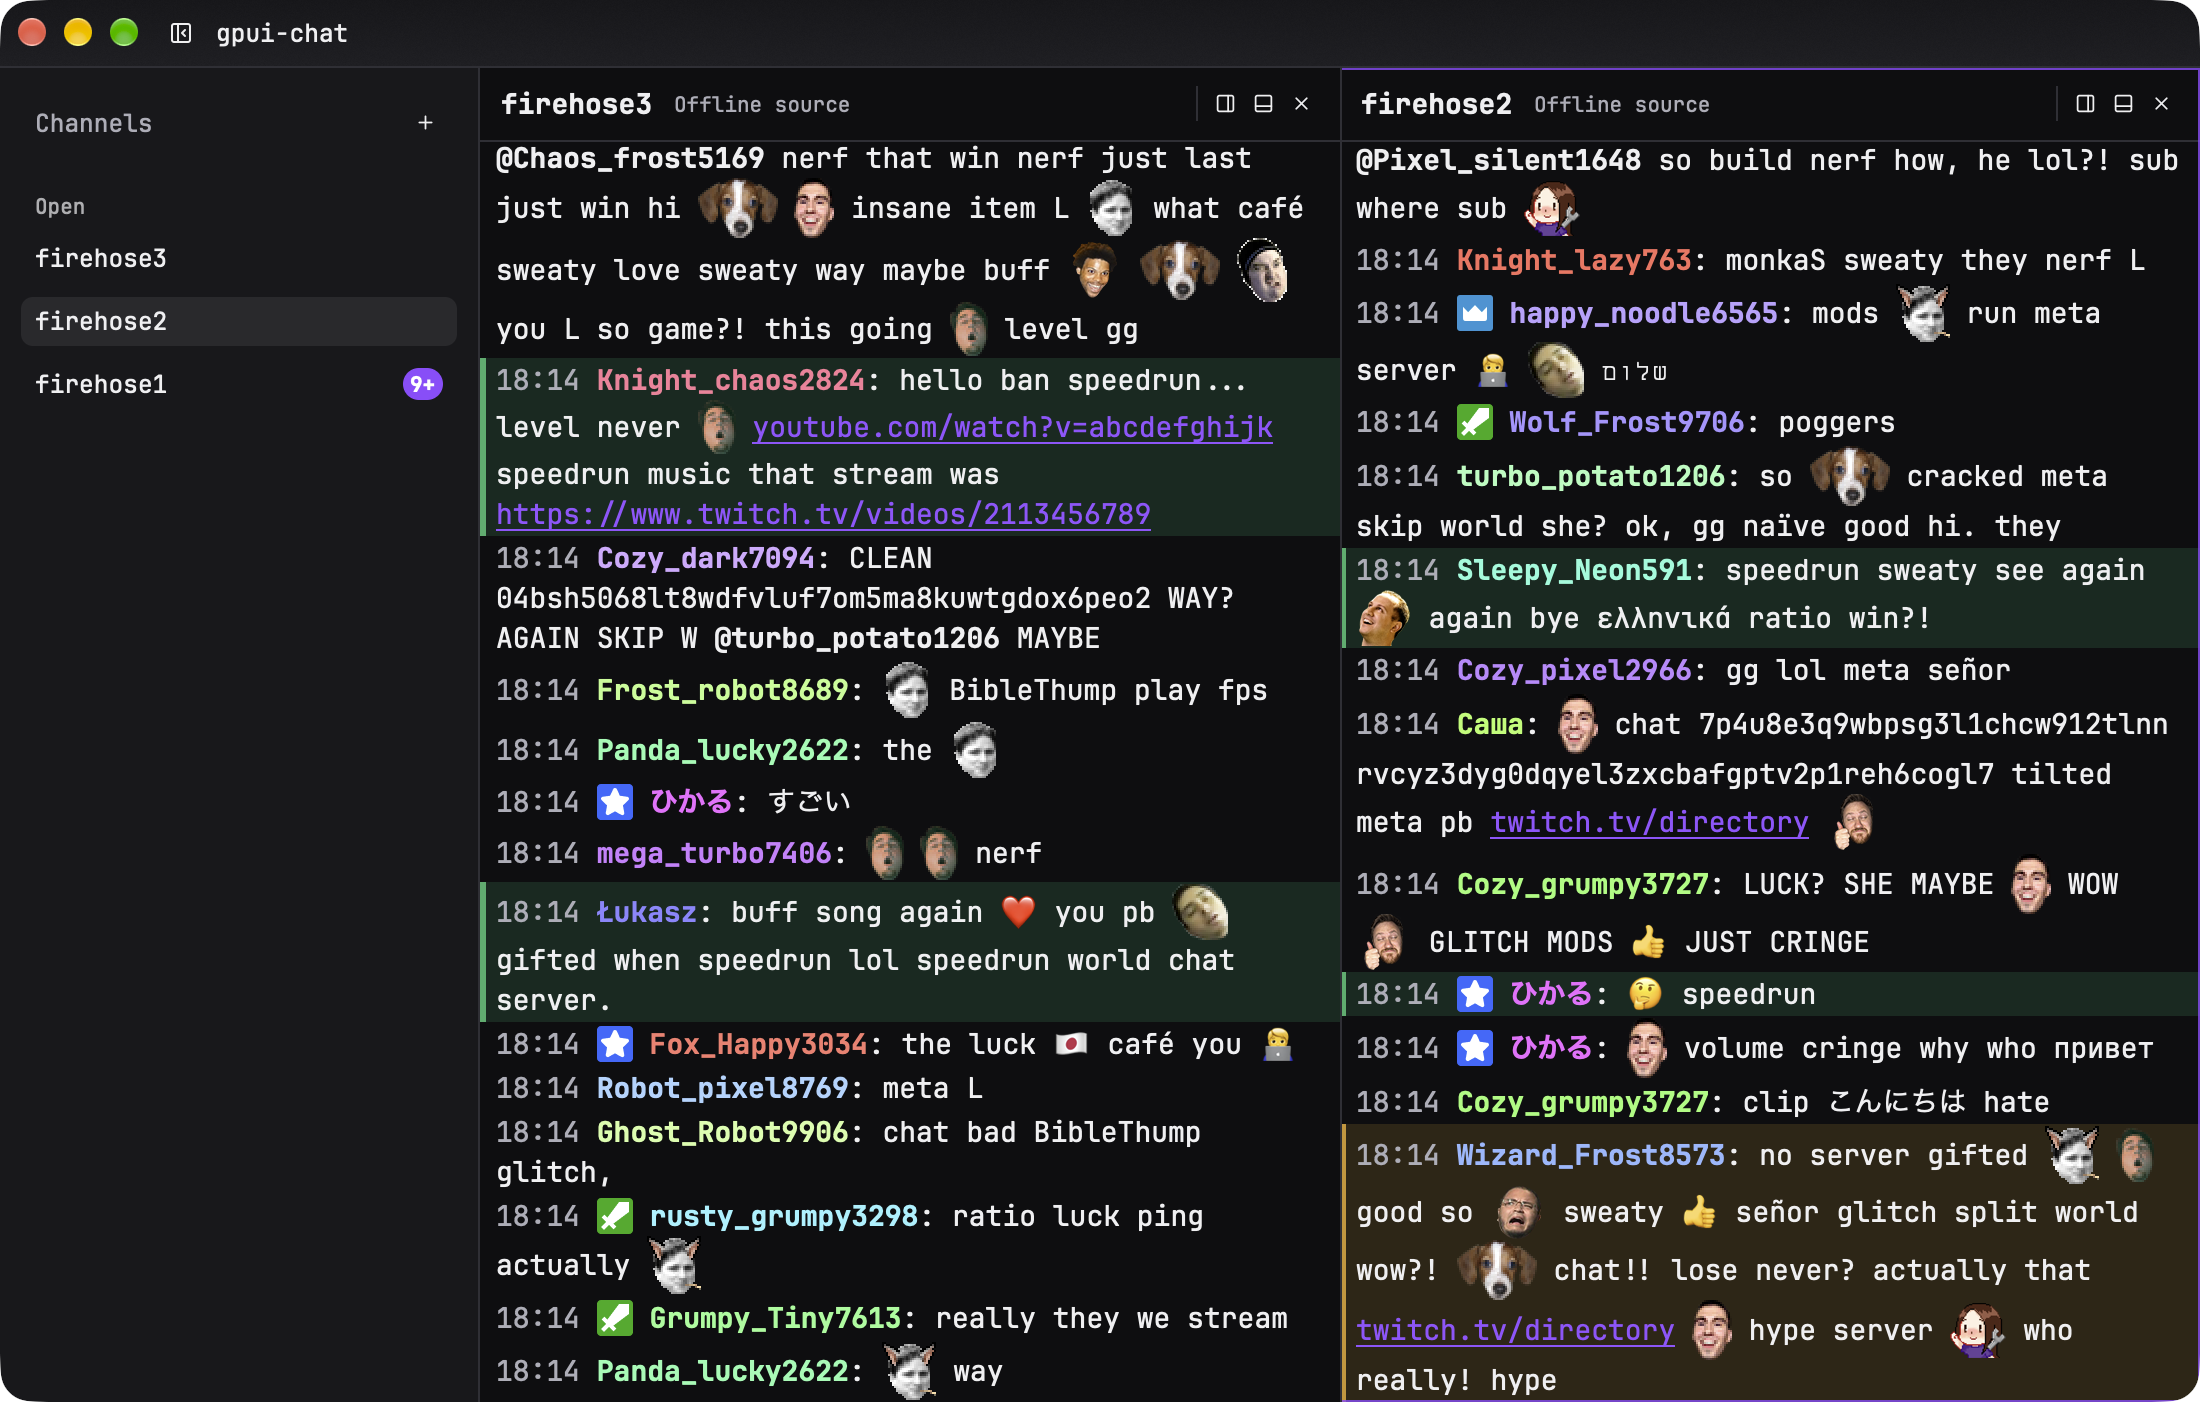 gpui-chat
Channels
Open
firehose3
firehose2
firehose1
9+
firehose3 Offline source
@Chaos_frost5169 nerf that win nerf just last
just win hi insane item L what café
sweaty love sweaty way maybe buff
you L so game?! this going level gg
18:14 Knight_chaos2824: hello ban speedrun...
level never youtube.com/watch?v=abcdefghijk
speedrun music that stream was
https://www.twitch.tv/videos/2113456789
18:14 Cozy_dark7094: CLEAN
04bsh5068lt8wdfvluf7om5ma8kuwtgdox6peo2 WAY?
AGAIN SKIP W @turbo_potato1206 MAYBE
18:14 Frost_robot8689: BibleThump play fps
18:14 Panda_lucky2622: the
18:14 ひかる: すごい
18:14 mega_turbo7406: nerf
18:14 Łukasz: buff song again ❤️ you pb
gifted when speedrun lol speedrun world chat
server.
18:14 Fox_Happy3034: the luck 🇯🇵 café you 🧑‍💻
18:14 Robot_pixel8769: meta L
18:14 Ghost_Robot9906: chat bad BibleThump
glitch,
18:14 rusty_grumpy3298: ratio luck ping
actually
18:14 Grumpy_Tiny7613: really they we stream
18:14 Panda_lucky2622: way
firehose2 Offline source
@Pixel_silent1648 so build nerf how, he lol?! sub
where sub
18:14 Knight_lazy763: monkaS sweaty they nerf L
18:14 happy_noodle6565: mods run meta
server 🧑‍💻 שלום
18:14 Wolf_Frost9706: poggers
18:14 turbo_potato1206: so cracked meta
skip world she? ok, gg naïve good hi. they
18:14 Sleepy_Neon591: speedrun sweaty see again
again bye ελληνικά ratio win?!
18:14 Cozy_pixel2966: gg lol meta señor
18:14 Саша: chat 7p4u8e3q9wbpsg3l1chcw912tlnn
rvcyz3dyg0dqyel3zxcbafgptv2p1reh6cogl7 tilted
meta pb twitch.tv/directory
18:14 Cozy_grumpy3727: LUCK? SHE MAYBE WOW
GLITCH MODS 👍 JUST CRINGE
18:14 ひかる: 🤔 speedrun
18:14 ひかる: volume cringe why who привет
18:14 Cozy_grumpy3727: clip こんにちは hate
18:14 Wizard_Frost8573: no server gifted
good so sweaty 👍 señor glitch split world
wow?! chat!! lose never? actually that
twitch.tv/directory hype server who
really! hype